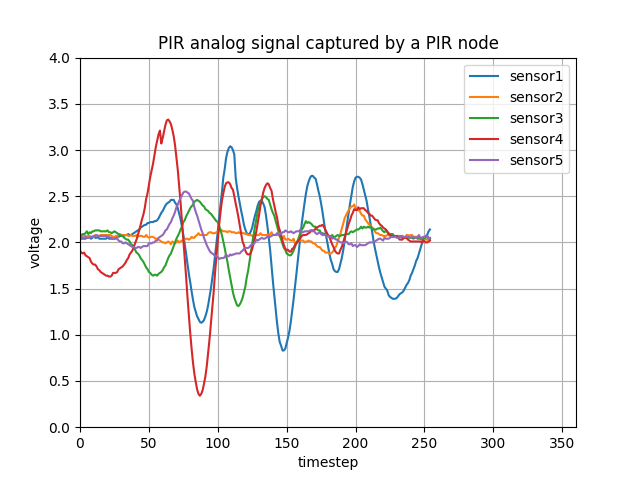 PIR analog signal captured by a PIR node
4.0
3.5
3.0
2.5
2.0
1.5
1.0
0.5
0.0
voltage
sensor1
sensor2
sensor3
sensor4
sensor5
0 50 100 150 200 250 300 350
timestep